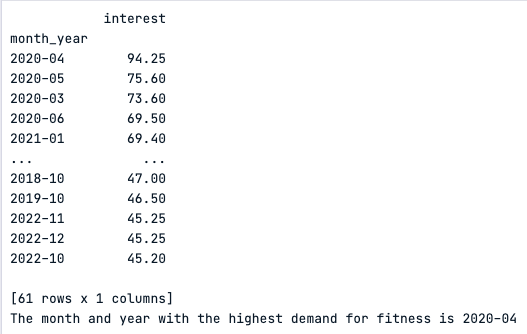 interest
month_year
2020-04 94.25
2020-05 75.60
2020-03 73.60
2020-06 69.50
2021-01 69.40
... ...
2018-10 47.00
2019-10 46.50
2022-11 45.25
2022-12 45.25
2022-10 45.20
[61 rows x 1 columns]
The month and year with the highest demand for fitness is 2020-04